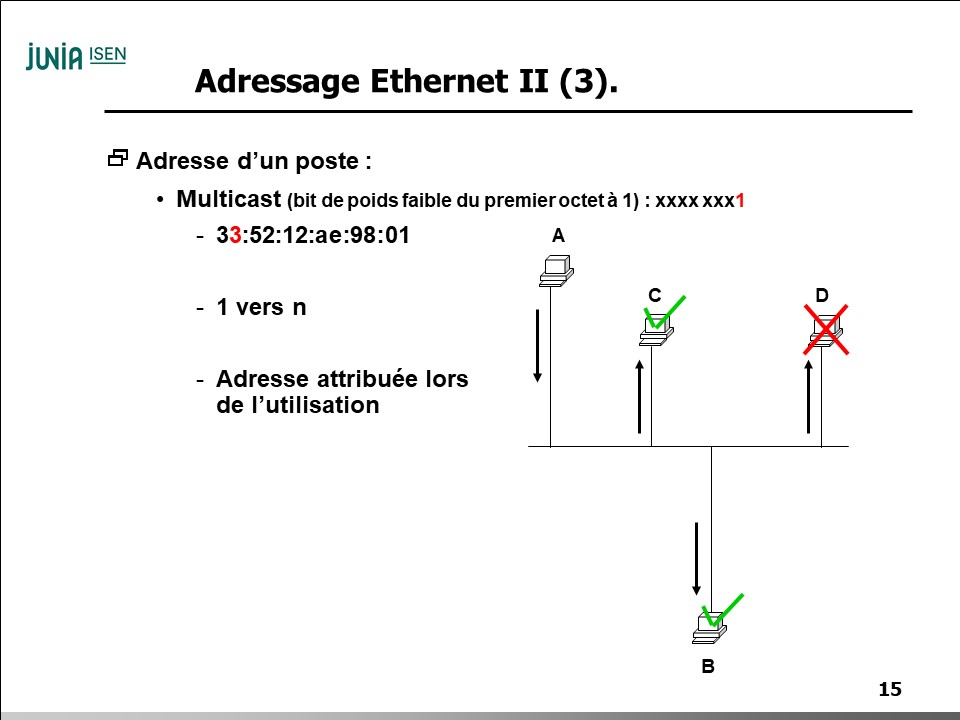 JUNIA ISEN
Adressage Ethernet II (3).
Adresse d’un poste :
• Multicast (bit de poids faible du premier octet à 1) : xxxx xxx1
- 33:52:12:ae:98:01
- 1 vers n
- Adresse attribuée lors
de l’utilisation
A
C
D
B
15